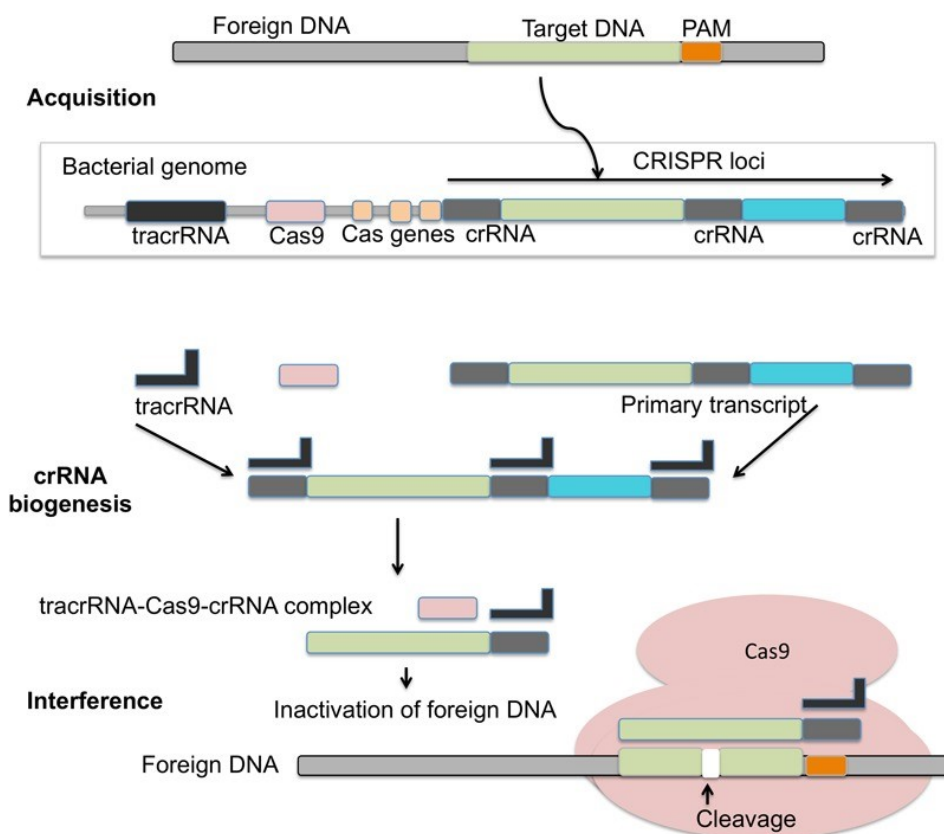 Foreign DNA
Target DNA
PAM
Acquisition
Bacterial genome
CRISPR loci
tracrRNA
Cas9
Cas genes
crRNA
crRNA
crRNA
tracrRNA
Primary transcript
crRNA
biogenesis
tracrRNA-Cas9-crRNA complex
Cas9
Interference
Inactivation of foreign DNA
Foreign DNA
Cleavage